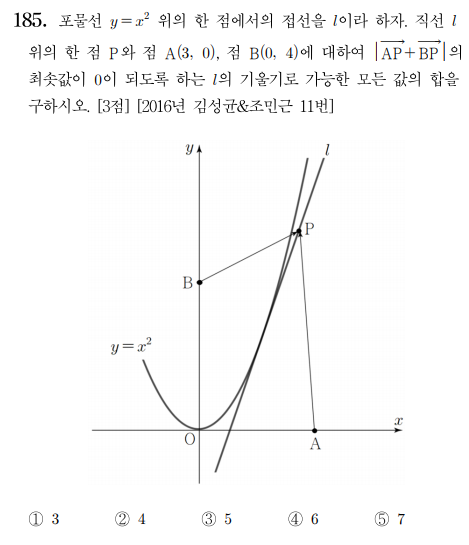 185. 포물선 y=x² 위의 한 점에서의 접선을 l이라 하자. 직선 l
위의 한 점 P와 점 A(3, 0), 점 B(0, 4)에 대하여 |AP→+BP→|의
최솟값이 0이 되도록 하는 l의 기울기로 가능한 모든 값의 합을
구하시오. [3점] [2016년 김성균&조민근 11번]
y
l
P
B
y=x²
x
O
A
① 3 ② 4 ③ 5 ④ 6 ⑤ 7